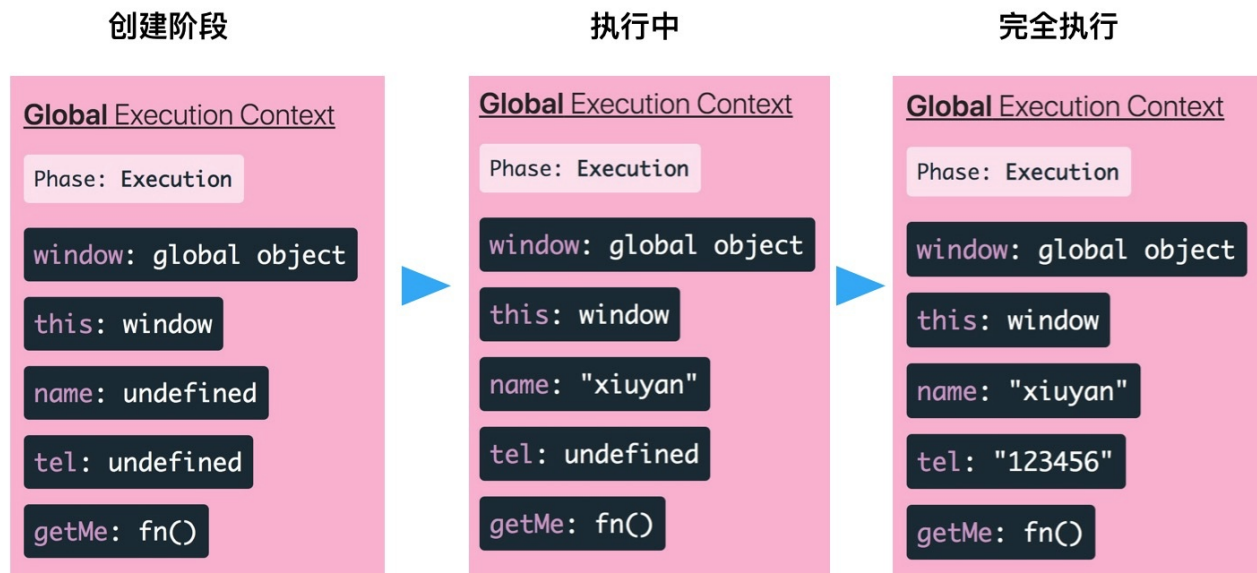 创建阶段
Global Execution Context
Phase: Execution
window: global object
this: window
name: undefined
tel: undefined
getMe: fn()
执行中
Global Execution Context
Phase: Execution
window: global object
this: window
name: "xiuyan"
tel: undefined
getMe: fn()
完全执行
Global Execution Context
Phase: Execution
window: global object
this: window
name: "xiuyan"
tel: "123456"
getMe: fn()